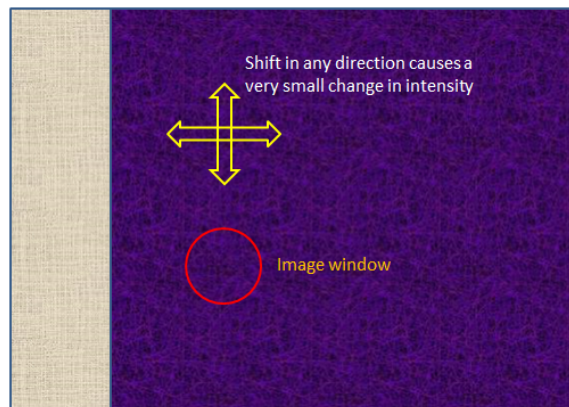 Shift in any direction causes a
very small change in intensity
Image window